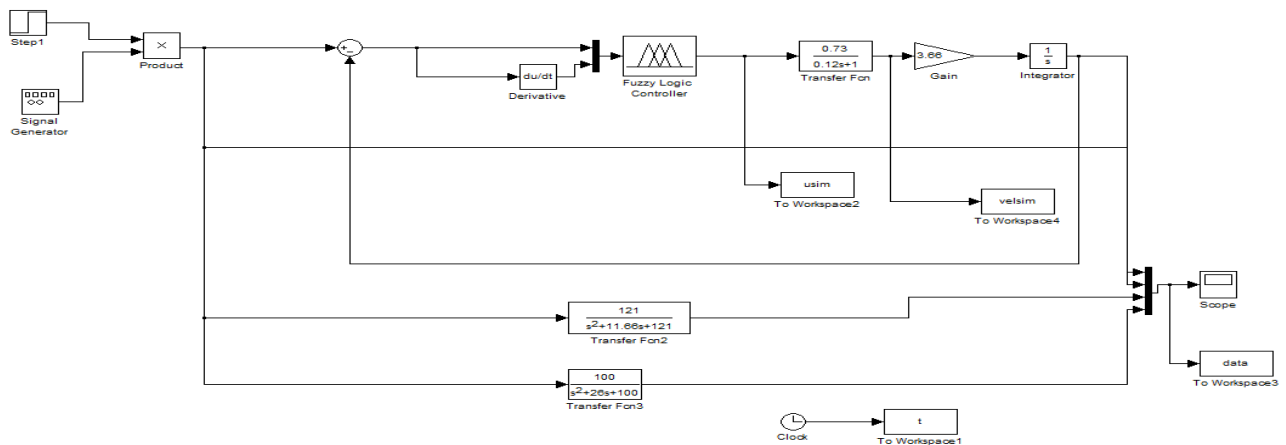 Step1
×
Product
Signal
Generator
+
−
du/dt
Derivative
Fuzzy Logic
Controller
0.73
0.12s+1
Transfer Fcn
3.66
Gain
1
s
Integrator
usim
To Workspace2
velsim
To Workspace4
121
s²+11.66s+121
Transfer Fcn2
100
s²+26s+100
Transfer Fcn3
Scope
data
To Workspace3
Clock
t
To Workspace1